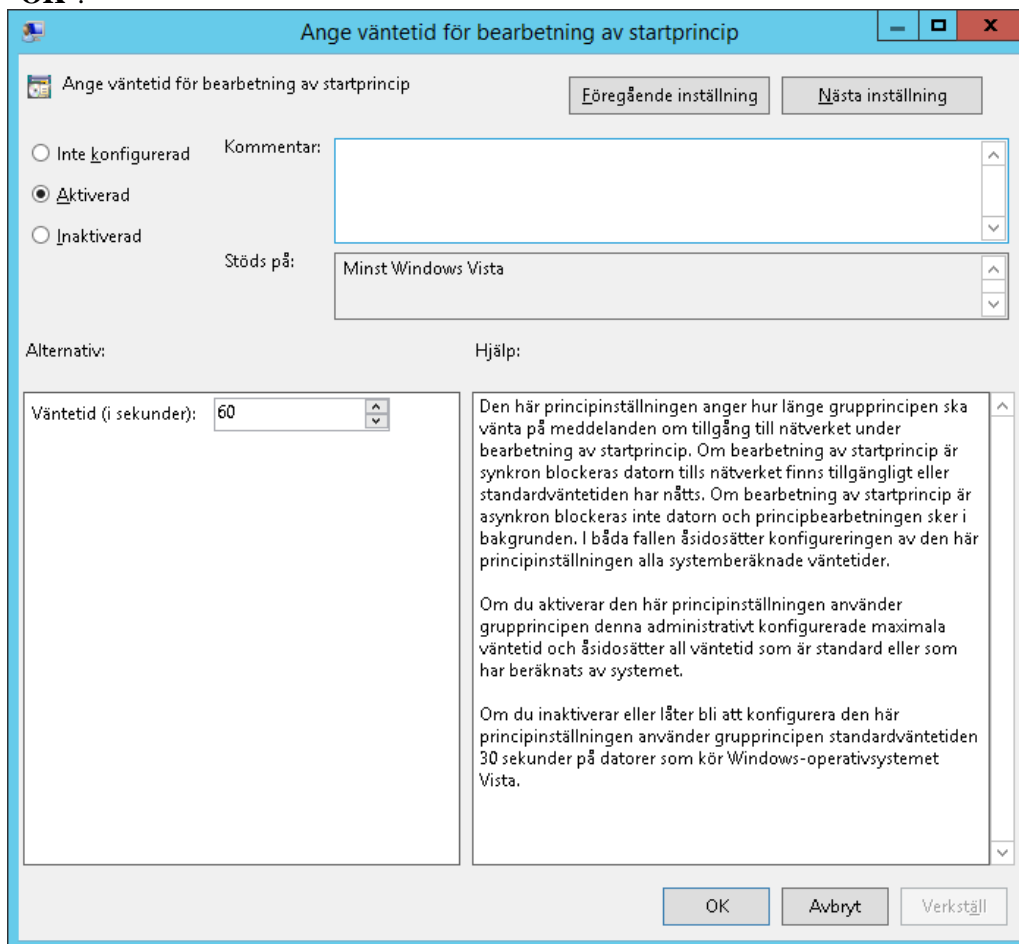 OK".
Ange väntetid för bearbetning av startprincip
Ange väntetid för bearbetning av startprincip
Föregående inställning
Nästa inställning
Inte konfigurerad
Kommentar:
Aktiverad
Inaktiverad
Stöds på:
Minst Windows Vista
Alternativ:
Hjälp:
Väntetid (i sekunder):
60
Den här principinställningen anger hur länge grupprincipen ska
vänta på meddelanden om tillgång till nätverket under
bearbetning av startprincip. Om bearbetning av startprincip är
synkron blockeras datorn tills nätverket finns tillgängligt eller
standardväntetiden har nåtts. Om bearbetning av startprincip är
asynkron blockeras inte datorn och principbearbetningen sker i
bakgrunden. I båda fallen åsidosätter konfigureringen av den här
principinställningen alla systemberäknade väntetider.
Om du aktiverar den här principinställningen använder
grupprincipen denna administrativt konfigurerade maximala
väntetid och åsidosätter all väntetid som är standard eller som
har beräknats av systemet.
Om du inaktiverar eller låter bli att konfigurera den här
principinställningen använder grupprincipen standardväntetiden
30 sekunder på datorer som kör Windows-operativsystemet
Vista.
OK
Avbryt
Verkställ